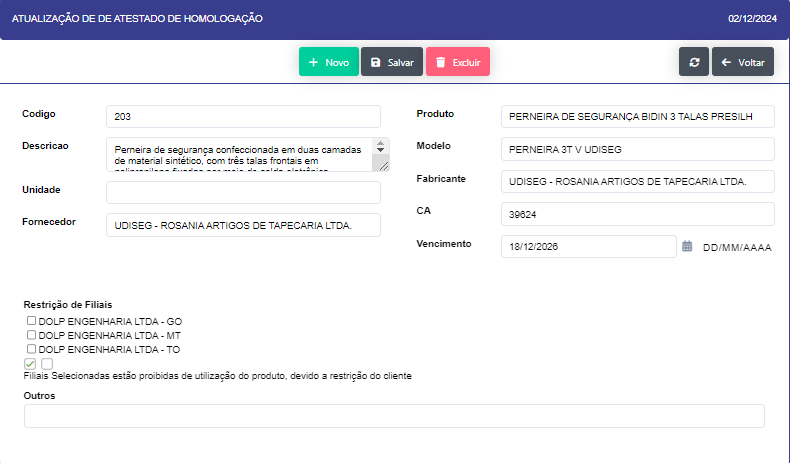 ATUALIZAÇÃO DE DE ATESTADO DE HOMOLOGAÇÃO 02/12/2024
Novo Salvar Excluir Voltar
Codigo 203
Descricao Perneira de segurança confeccionada em duas camadas
de material sintético, com três talas frontais em
Unidade
Fornecedor UDISEG - ROSANIA ARTIGOS DE TAPECARIA LTDA.
Produto PERNEIRA DE SEGURANÇA BIDIN 3 TALAS PRESILH
Modelo PERNEIRA 3T V UDISEG
Fabricante UDISEG - ROSANIA ARTIGOS DE TAPECARIA LTDA.
CA 39624
Vencimento 18/12/2026 DD/MM/AAAA
Restrição de Filiais
DOLP ENGENHARIA LTDA - GO
DOLP ENGENHARIA LTDA - MT
DOLP ENGENHARIA LTDA - TO
Filiais Selecionadas estão proibidas de utilização do produto, devido a restrição do cliente
Outros